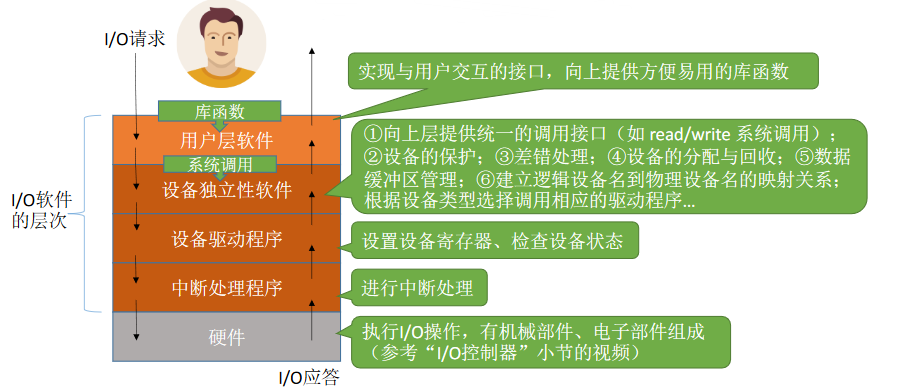 I/O请求
实现与用户交互的接口，向上提供方便易用的库函数
库函数
用户层软件
系统调用
设备独立性软件
①向上层提供统一的调用接口（如 read/write 系统调用）；
②设备的保护；③差错处理；④设备的分配与回收；⑤数据
缓冲区管理；⑥建立逻辑设备名到物理设备名的映射关系；
根据设备类型选择调用相应的驱动程序...
I/O软件
的层次
设备驱动程序
设置设备寄存器、检查设备状态
中断处理程序
进行中断处理
硬件
执行I/O操作，有机械部件、电子部件组成
（参考“I/O控制器”小节的视频）
I/O应答